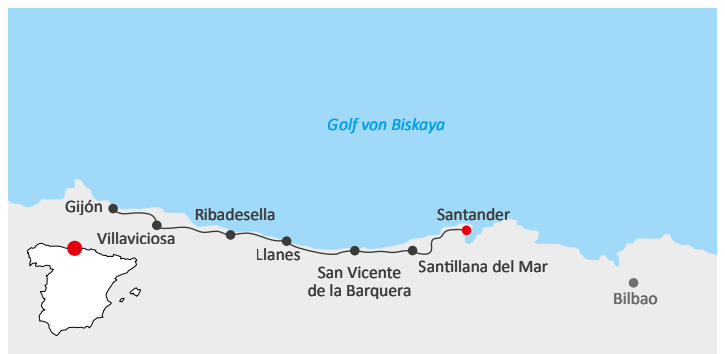 Golf von Biskaya
Gijón
Villaviciosa
Ribadesella
Llanes
San Vicente
de la Barquera
Santillana del Mar
Santander
Bilbao